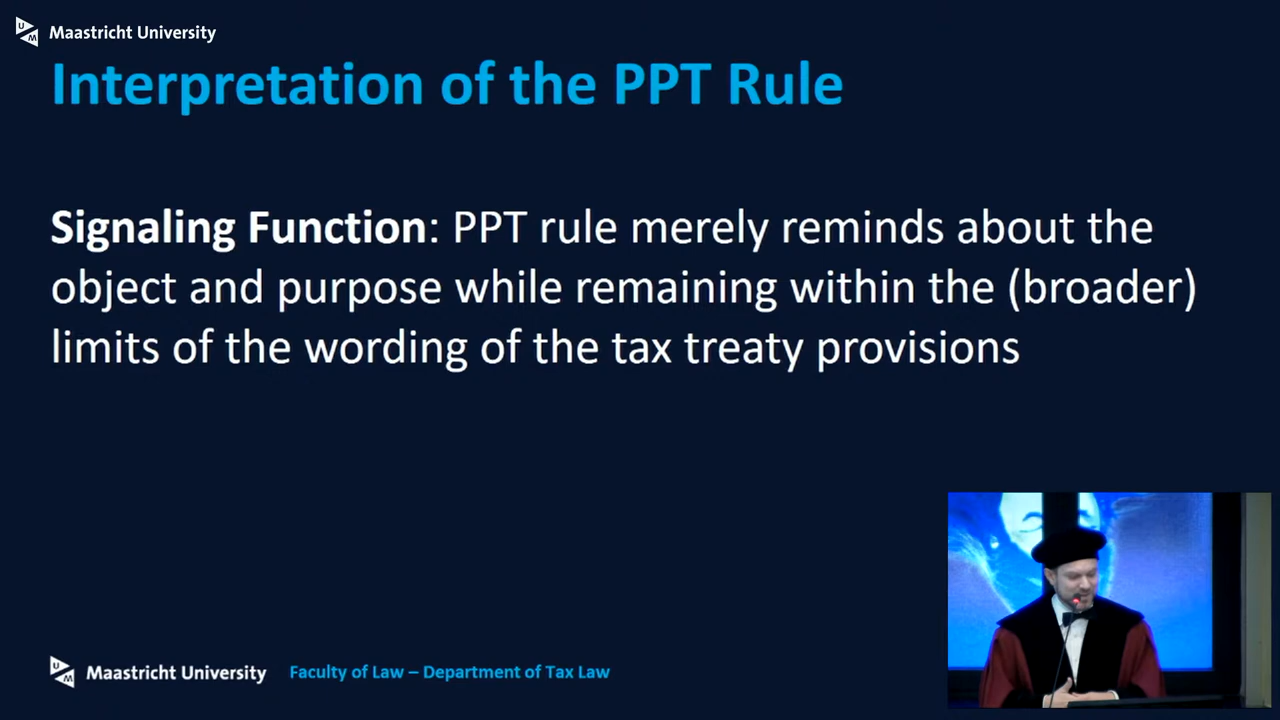 UM
Maastricht University
Interpretation of the PPT Rule
Signaling Function: PPT rule merely reminds about the
object and purpose while remaining within the (broader)
limits of the wording of the tax treaty provisions
UM
Maastricht University
Faculty of Law – Department of Tax Law